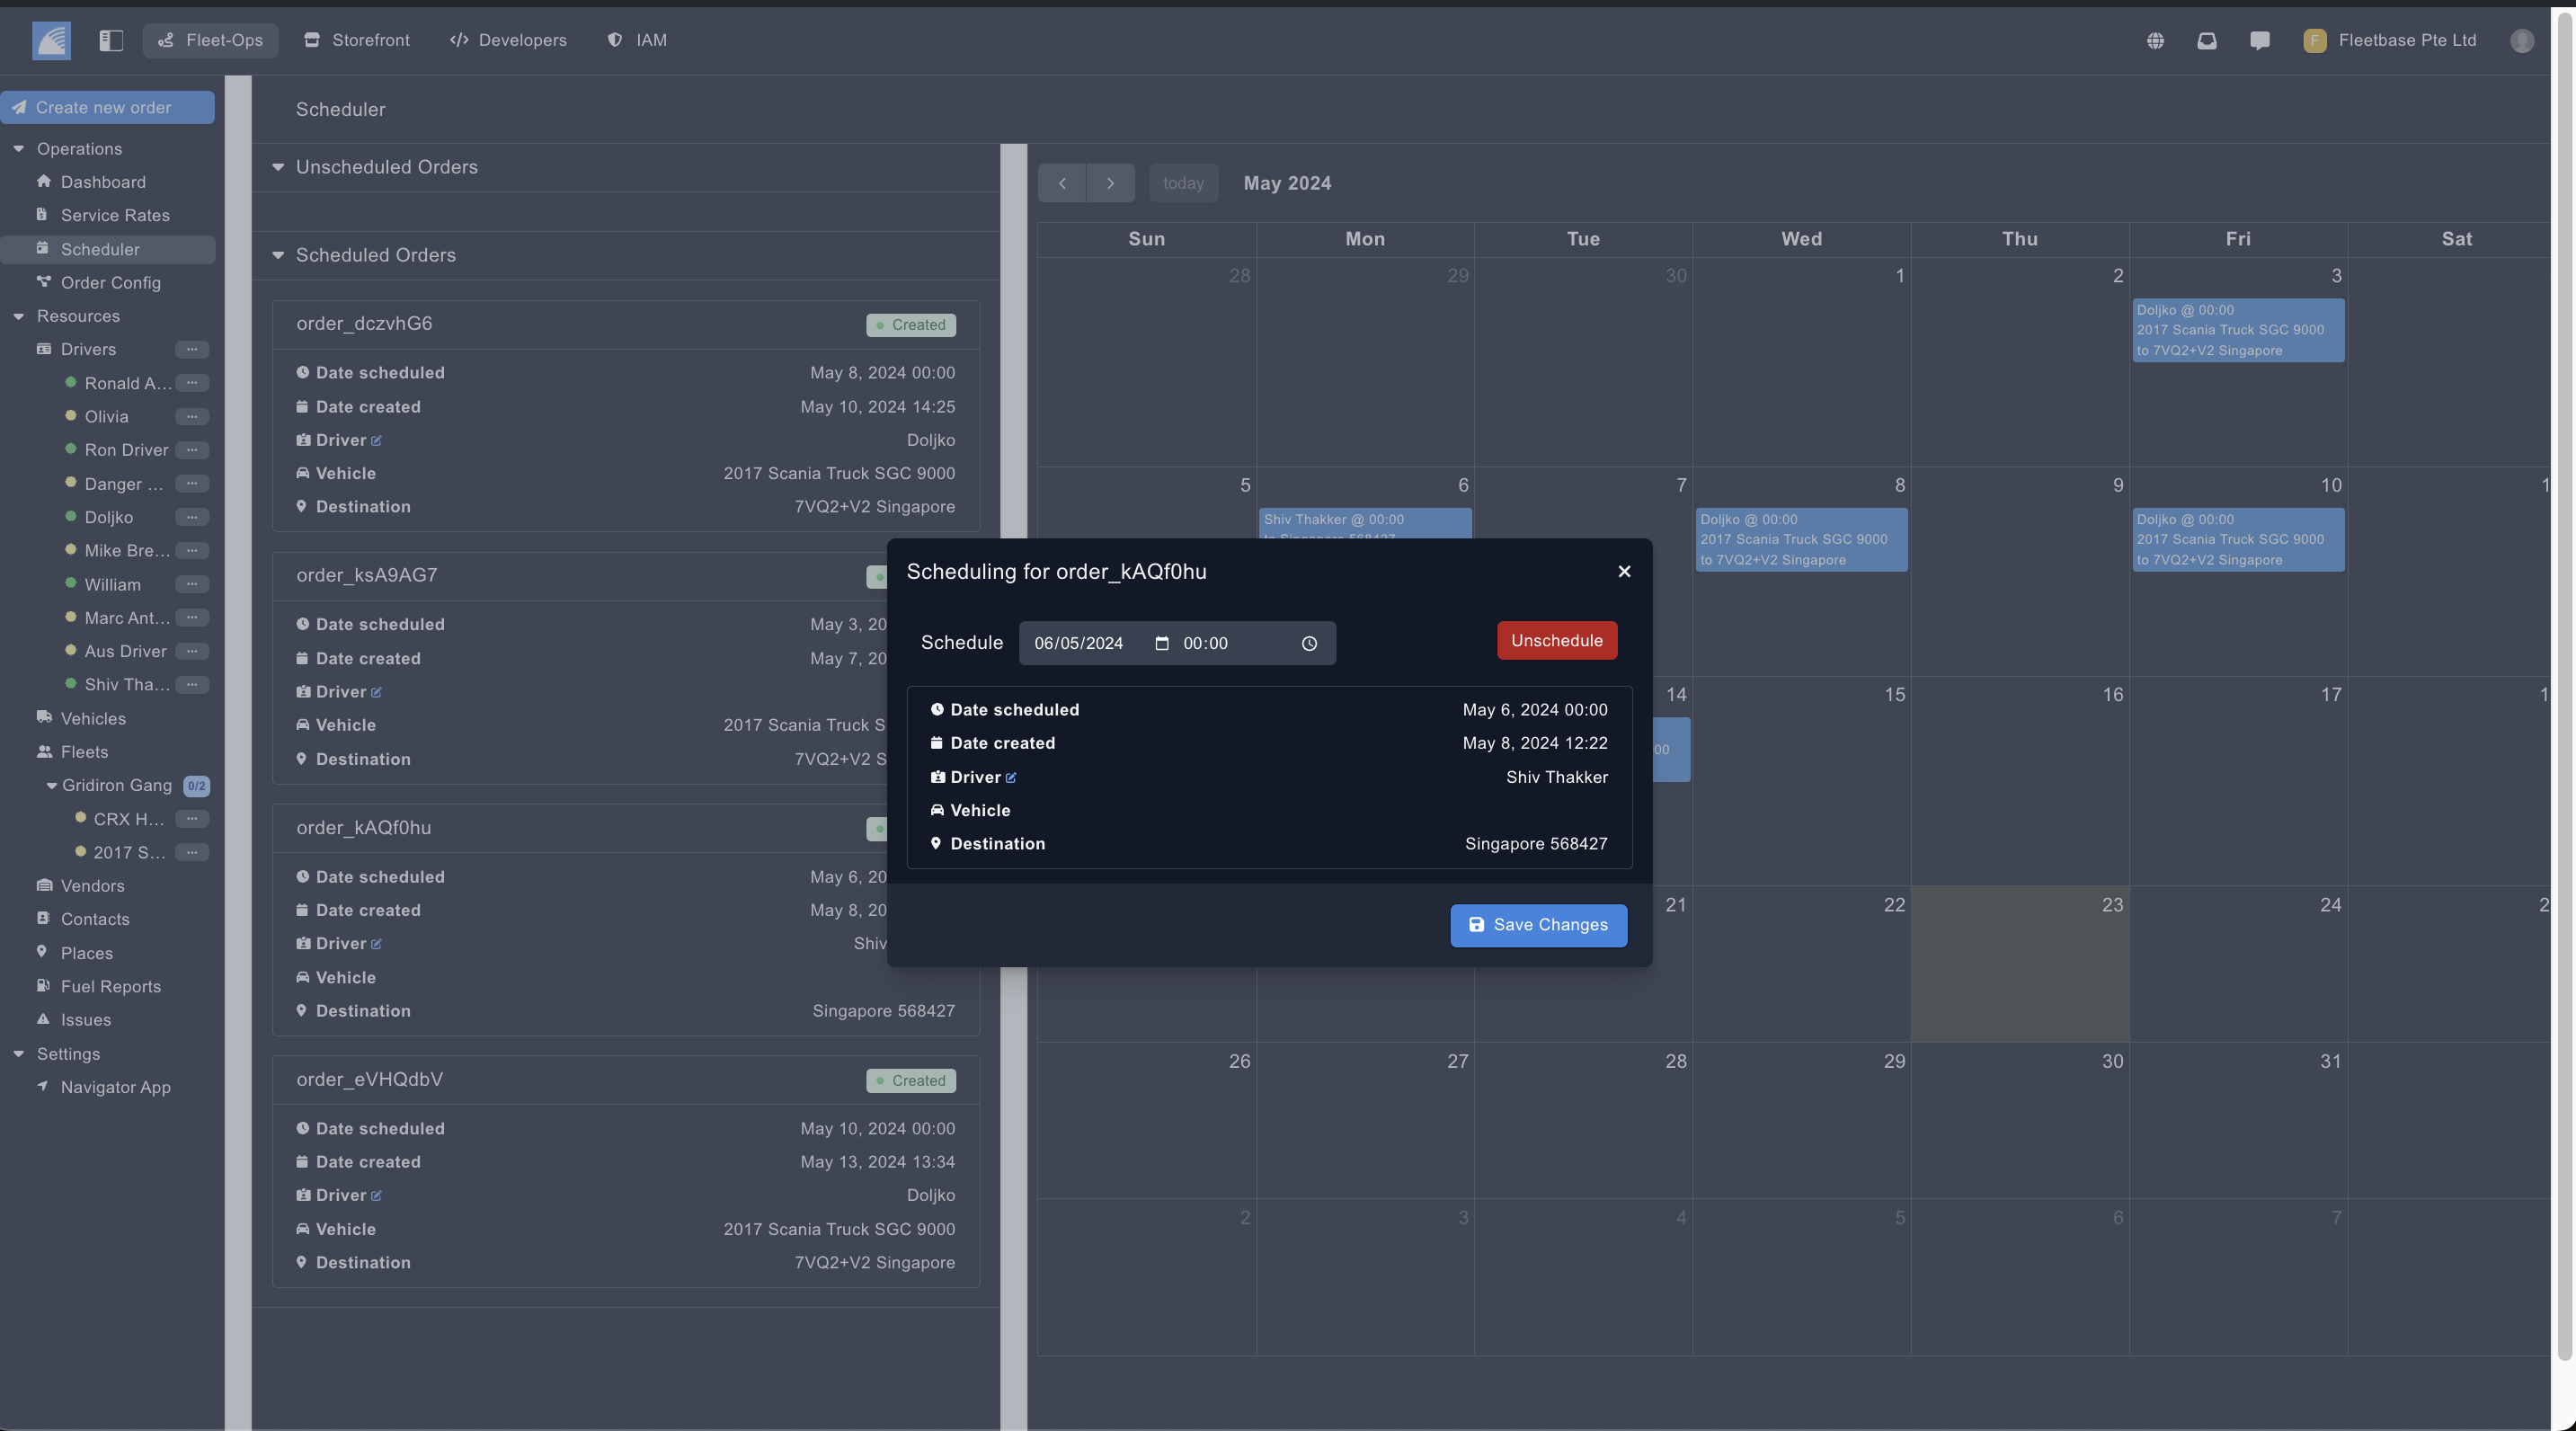 Fleet-Ops
Storefront
Developers
IAM
F
Fleetbase Pte Ltd
Create new order
Operations
Dashboard
Service Rates
Scheduler
Order Config
Resources
Drivers
Ronald A...
Olivia
Ron Driver
Danger ...
Doljko
Mike Bre...
William
Marc Ant...
Aus Driver
Shiv Tha...
Vehicles
Fleets
Gridiron Gang 0/2
CRX H...
2017 S...
Vendors
Contacts
Places
Fuel Reports
Issues
Settings
Navigator App
Scheduler
Unscheduled Orders
Scheduled Orders
order_dczvhG6 Created
Date scheduled May 8, 2024 00:00
Date created May 10, 2024 14:25
Driver Doljko
Vehicle 2017 Scania Truck SGC 9000
Destination 7VQ2+V2 Singapore
order_ksA9AG7
Date scheduled May 3, 20
Date created May 7, 20
Driver
Vehicle 2017 Scania Truck S
Destination 7VQ2+V2 S
order_kAQf0hu
Date scheduled May 6, 20
Date created May 8, 20
Driver Shiv
Vehicle
Destination Singapore 568427
order_eVHQdbV Created
Date scheduled May 10, 2024 00:00
Date created May 13, 2024 13:34
Driver Doljko
Vehicle 2017 Scania Truck SGC 9000
Destination 7VQ2+V2 Singapore
today May 2024
Sun Mon Tue Wed Thu Fri Sat
28 29 30 1 2 3
Doljko @ 00:00
2017 Scania Truck SGC 9000
to 7VQ2+V2 Singapore
5 6 7 8 9 10 1
Shiv Thakker @ 00:00
to Singapore 568427
Doljko @ 00:00
2017 Scania Truck SGC 9000
to 7VQ2+V2 Singapore
Doljko @ 00:00
2017 Scania Truck SGC 9000
to 7VQ2+V2 Singapore
14 15 16 17 1
00
21 22 23 24 2
26 27 28 29 30 31
2 3 4 5 6 7
Scheduling for order_kAQf0hu
Schedule 06/05/2024 00:00 Unschedule
Date scheduled May 6, 2024 00:00
Date created May 8, 2024 12:22
Driver Shiv Thakker
Vehicle
Destination Singapore 568427
Save Changes